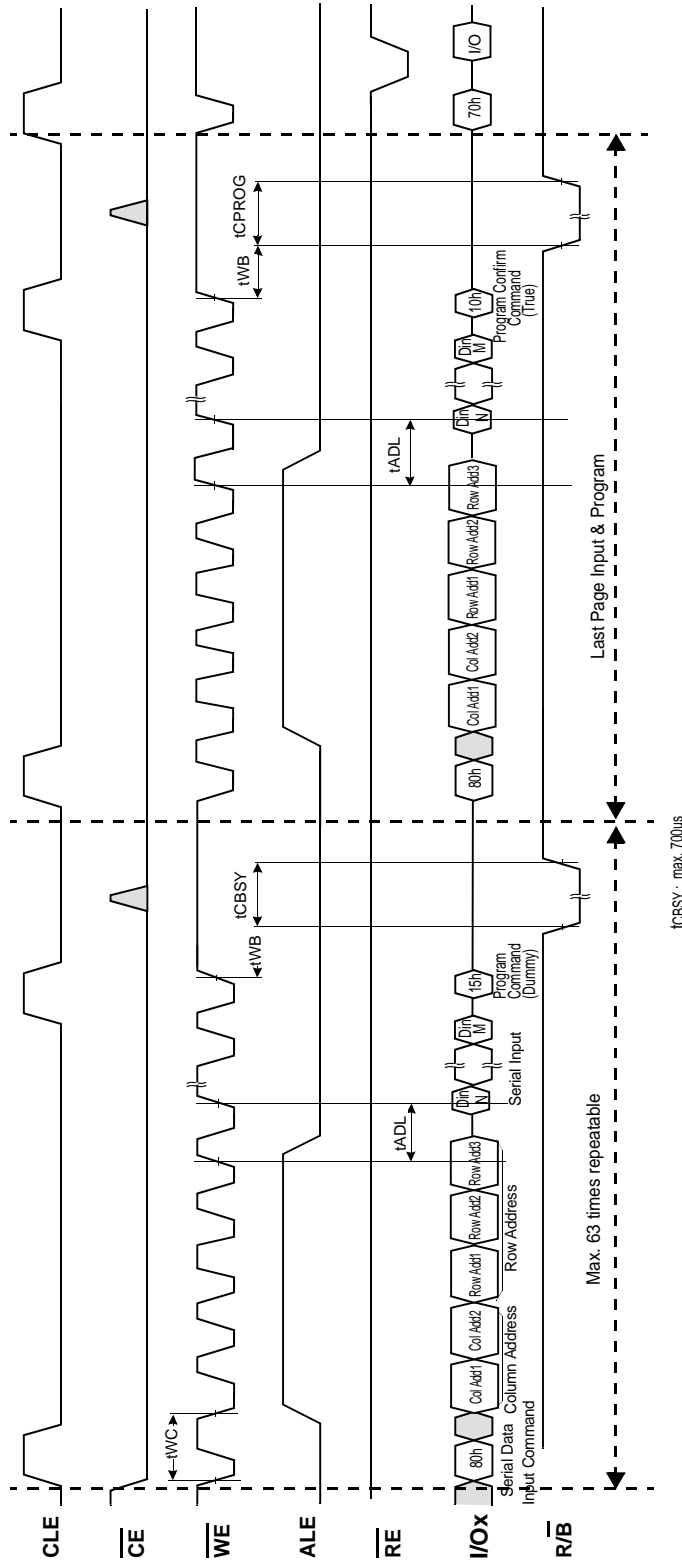 CLE
CE
WE
ALE
RE
I/Ox
R/B
tWC
tADL
tWB
tCBSY
tADL
tWB
tCPROG
80h
Col Add1
Col Add2
Row Add1
Row Add2
Row Add3
Din
N
Din
M
15h
80h
Col Add1
Col Add2
Row Add1
Row Add2
Row Add3
Din
N
Din
M
10h
70h
I/O
Serial Data
Input Command
Column Address
Row Address
Serial Input
Program
Command
(Dummy)
Program Confirm
Command
(True)
Max. 63 times repeatable
Last Page Input & Program
tCBSY : max. 700us